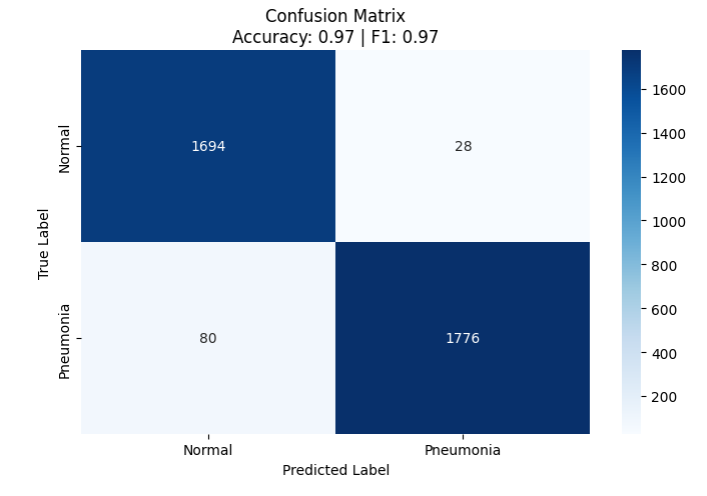 Confusion Matrix
Accuracy: 0.97 | F1: 0.97
True Label
Normal
1694
28
Pneumonia
80
1776
Normal
Pneumonia
Predicted Label
1600
1400
1200
1000
800
600
400
200